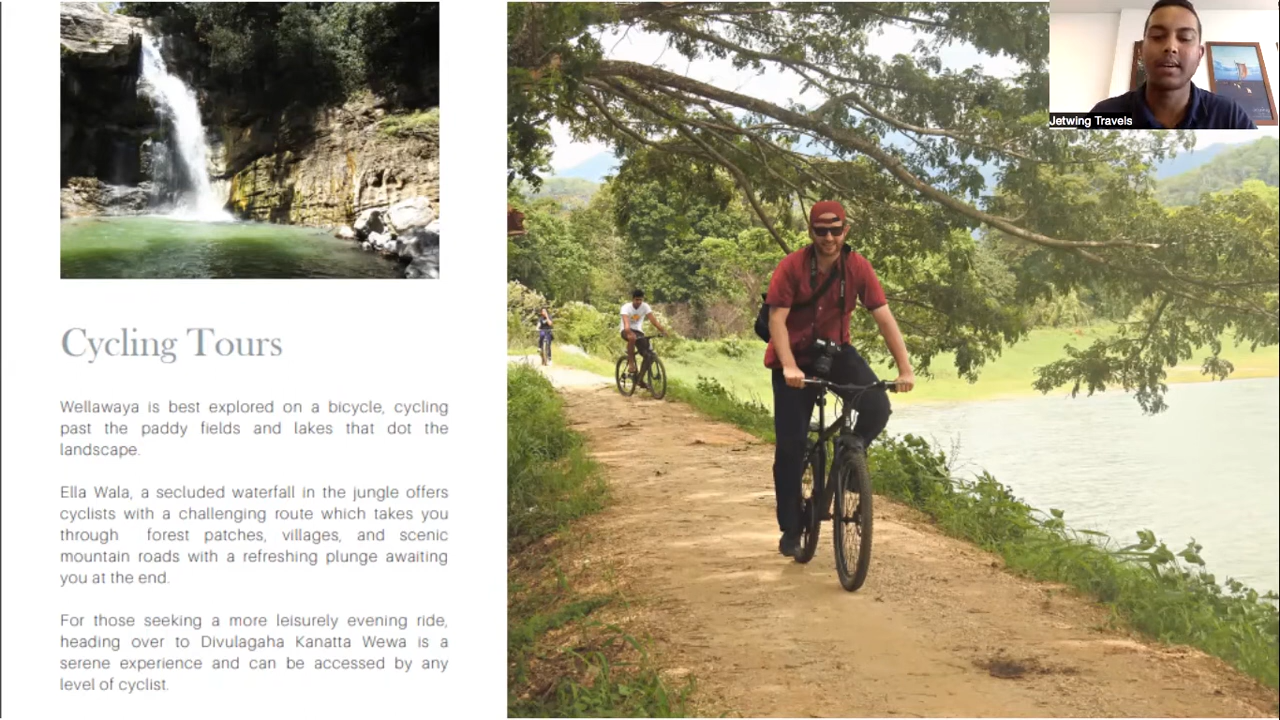 Jetwing Travels
Cycling Tours
Wellawaya is best explored on a bicycle, cycling
past the paddy fields and lakes that dot the
landscape.
Ella Wala, a secluded waterfall in the jungle offers
cyclists with a challenging route which takes you
through forest patches, villages, and scenic
mountain roads with a refreshing plunge awaiting
you at the end.
For those seeking a more leisurely evening ride,
heading over to Divulagaha Kanatta Wewa is a
serene experience and can be accessed by any
level of cyclist.